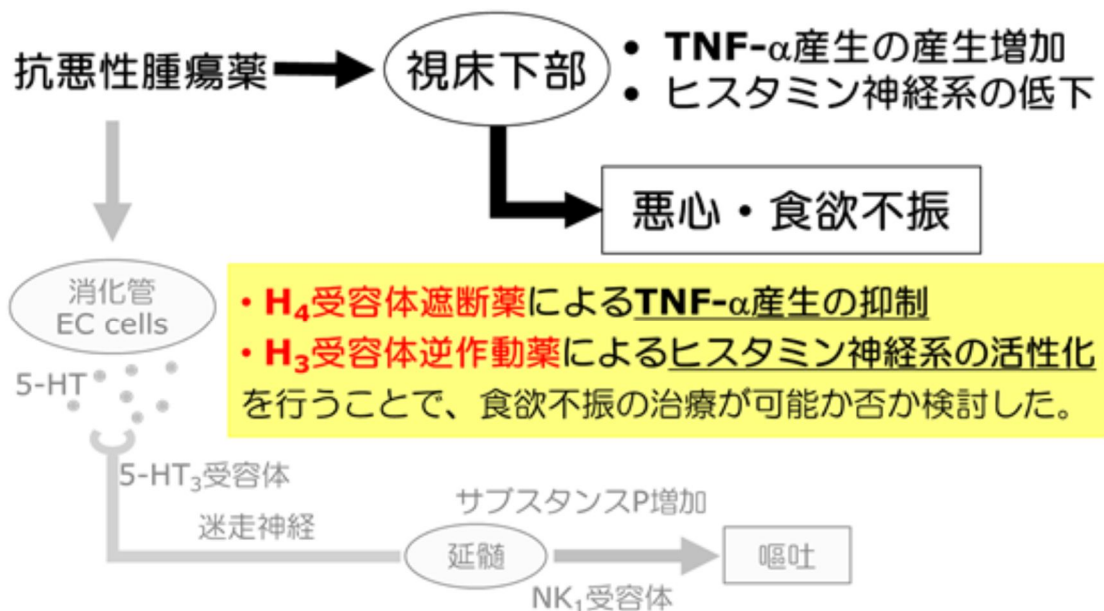 抗悪性腫瘍薬
視床下部
• TNF-α産生の産生増加
• ヒスタミン神経系の低下
悪心・食欲不振
消化管
EC cells
・H₄受容体遮断薬によるTNF-α産生の抑制
・H₃受容体逆作動薬によるヒスタミン神経系の活性化
を行うことで、食欲不振の治療が可能か否か検討した。
5-HT
5-HT₃受容体
迷走神経
サブスタンスP増加
延髄
嘔吐
NK₁受容体